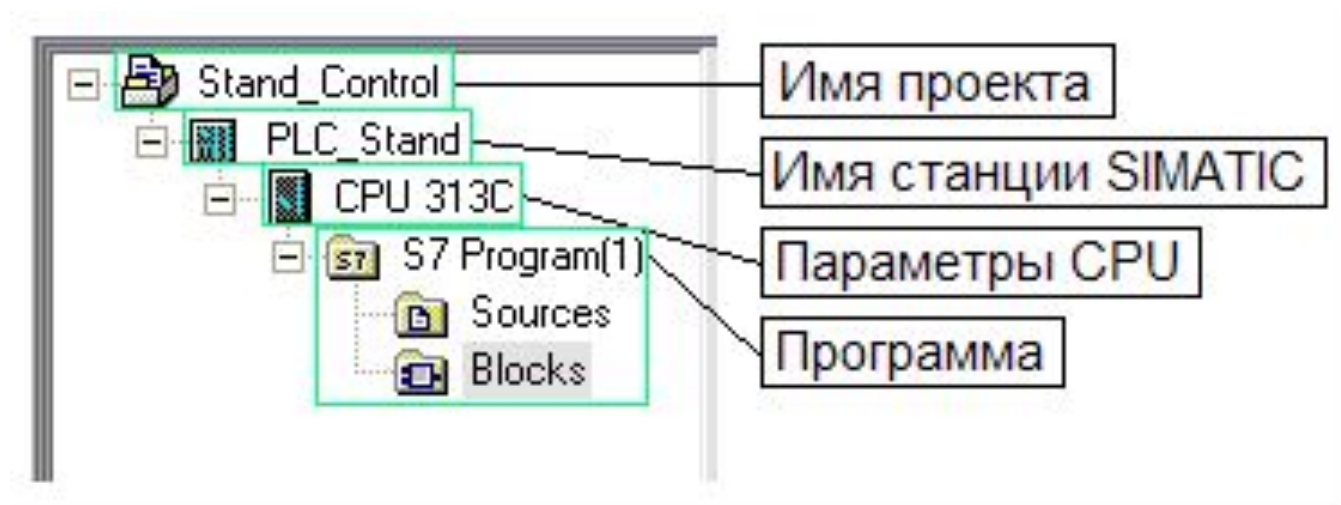 Stand_Control
Имя проекта
PLC_Stand
Имя станции SIMATIC
CPU 313C
Параметры CPU
S7 Program(1)
Программа
Sources
Blocks